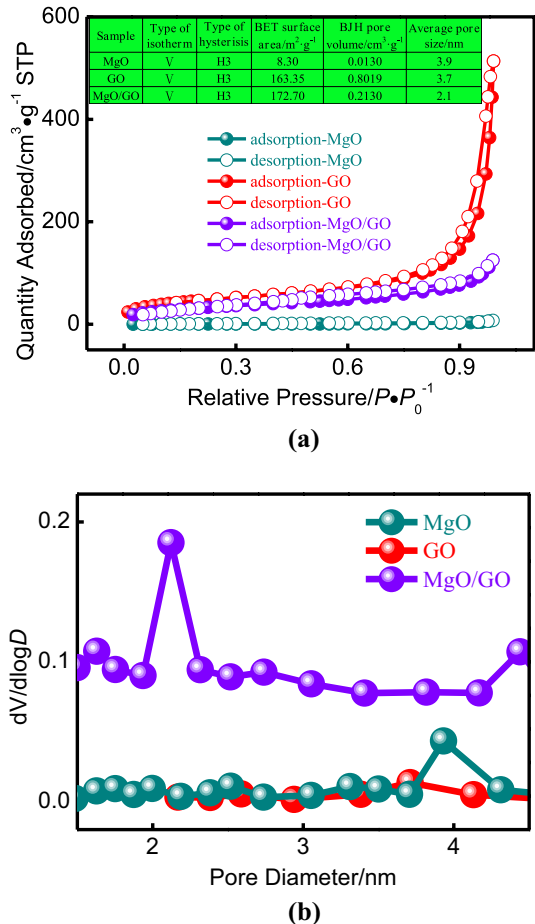 (a)
600
400
200
0
0.0 0.3 0.6 0.9
Quantity Adsorbed/cm³•g⁻¹ STP
Relative Pressure/P•P₀⁻¹
Sample Type of isotherm Type of hysterisis BET surface area/m²·g⁻¹ BJH pore volume/cm³·g⁻¹ Average pore size/nm
MgO V H3 8.30 0.0130 3.9
GO V H3 163.35 0.8019 3.7
MgO/GO V H3 172.70 0.2130 2.1
adsorption-MgO
desorption-MgO
adsorption-GO
desorption-GO
adsorption-MgO/GO
desorption-MgO/GO
(a)
0.2
0.1
0.0
2 3 4
dV/dlogD
Pore Diameter/nm
MgO
GO
MgO/GO
(b)